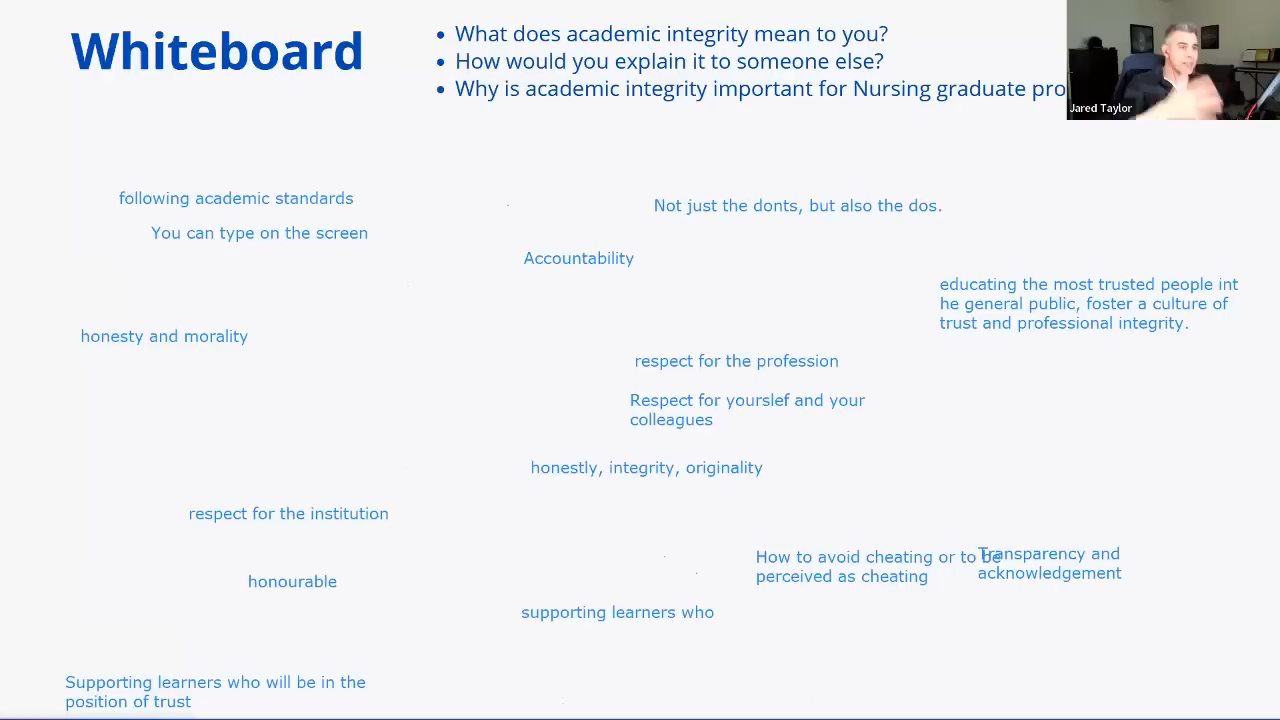 Whiteboard
• What does academic integrity mean to you?
• How would you explain it to someone else?
• Why is academic integrity important for Nursing graduate pro
Jared Taylor
following academic standards
Not just the donts, but also the dos.
You can type on the screen
Accountability
educating the most trusted people int
he general public, foster a culture of
trust and professional integrity.
honesty and morality
respect for the profession
Respect for yourslef and your
colleagues
honestly, integrity, originality
respect for the institution
How to avoid cheating or to be
perceived as cheating
Transparency and
acknowledgement
honourable
supporting learners who
Supporting learners who will be in the
position of trust